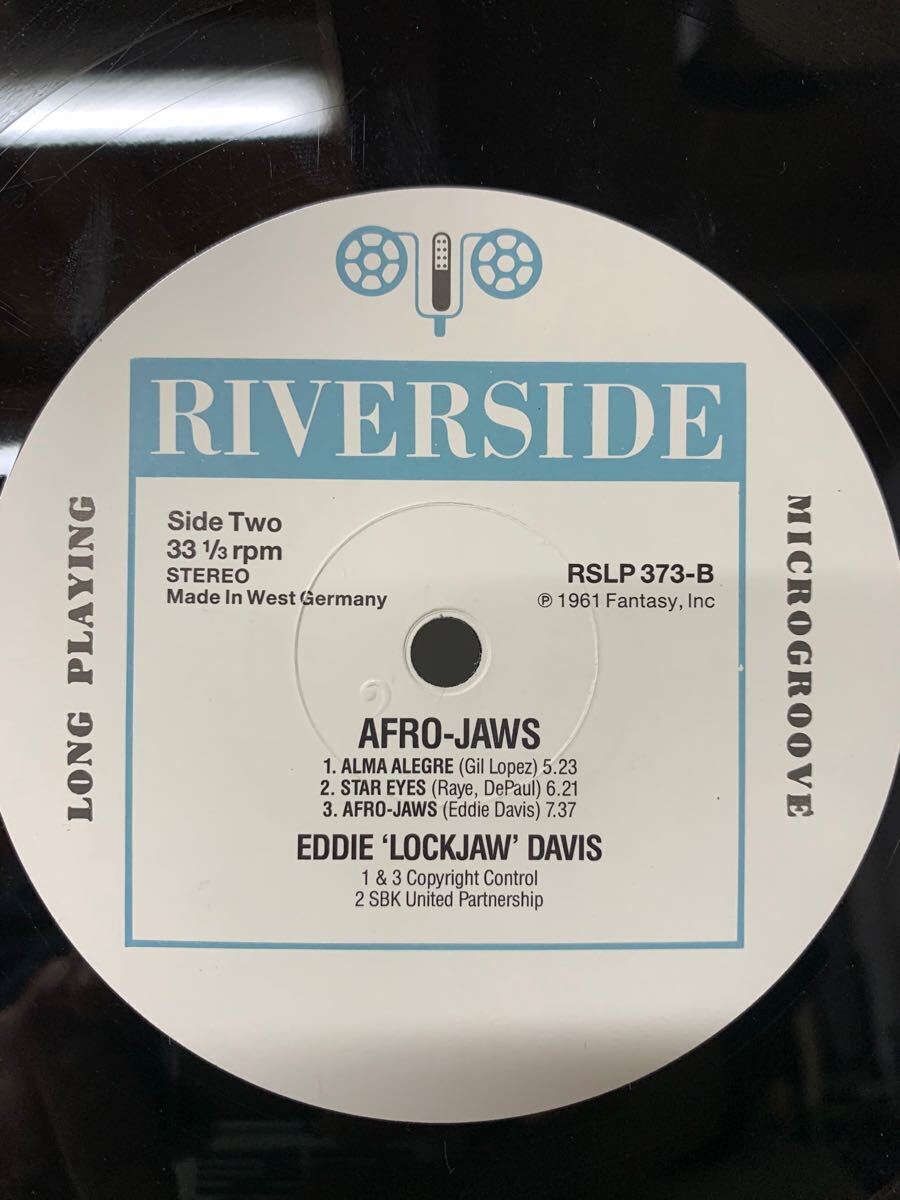 RIVERSIDE
LONG PLAYING
MICROGROOVE
Side Two
33 ⅓ rpm
STEREO
Made In West Germany
RSLP 373-B
℗ 1961 Fantasy, Inc
AFRO-JAWS
1. ALMA ALEGRE (Gil Lopez) 5.23
2. STAR EYES (Raye, DePaul) 6.21
3. AFRO-JAWS (Eddie Davis) 7.37
EDDIE ‘LOCKJAW’ DAVIS
1 & 3 Copyright Control
2 SBK United Partnership